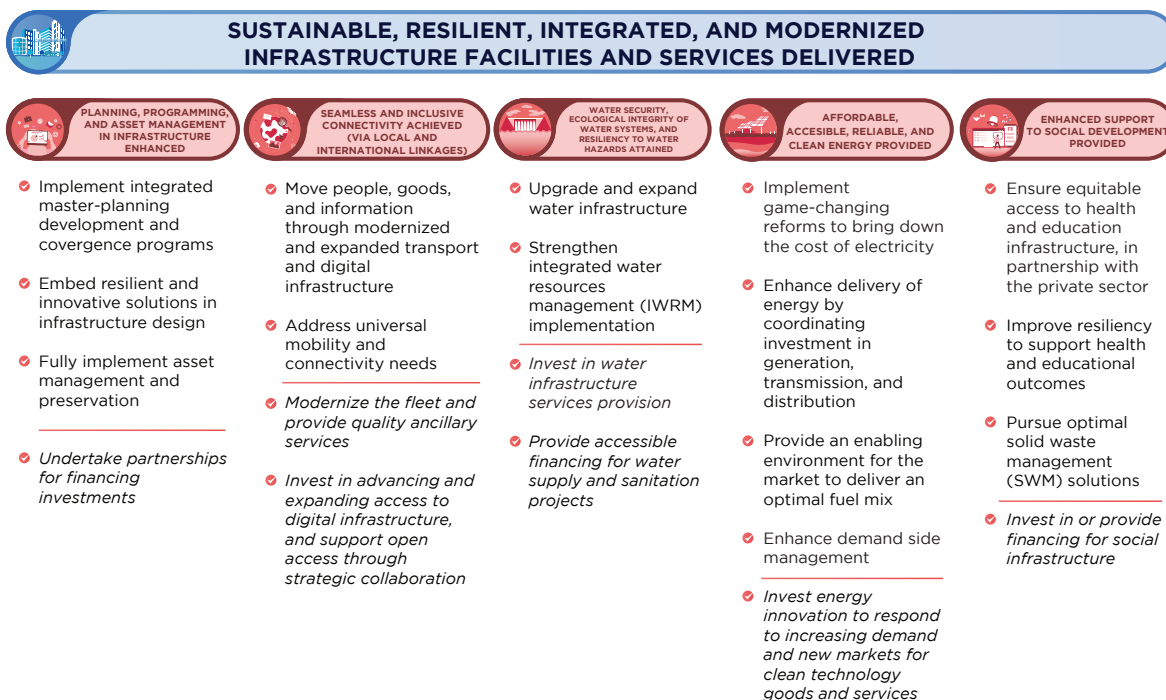 SUSTAINABLE, RESILIENT, INTEGRATED, AND MODERNIZED
INFRASTRUCTURE FACILITIES AND SERVICES DELIVERED
PLANNING, PROGRAMMING,
AND ASSET MANAGEMENT
IN INFRASTRUCTURE
ENHANCED
Implement integrated
master-planning
development and
covergence programs
Embed resilient and
innovative solutions in
infrastructure design
Fully implement asset
management and
preservation
Undertake partnerships
for financing
investments
SEAMLESS AND INCLUSIVE
CONNECTIVITY ACHIEVED
(VIA LOCAL AND
INTERNATIONAL LINKAGES)
Move people, goods,
and information
through modernized
and expanded transport
and digital
infrastructure
Address universal
mobility and
connectivity needs
Modernize the fleet and
provide quality ancillary
services
Invest in advancing and
expanding access to
digital infrastructure,
and support open
access through
strategic collaboration
WATER SECURITY,
ECOLOGICAL INTEGRITY OF
WATER SYSTEMS, AND
RESILIENCY TO WATER
HAZARDS ATTAINED
Upgrade and expand
water infrastructure
Strengthen
integrated water
resources
management (IWRM)
implementation
Invest in water
infrastructure
services provision
Provide accessible
financing for water
supply and sanitation
projects
AFFORDABLE,
ACCESIBLE, RELIABLE, AND
CLEAN ENERGY PROVIDED
Implement
game-changing
reforms to bring down
the cost of electricity
Enhance delivery of
energy by
coordinating
investment in
generation,
transmission, and
distribution
Provide an enabling
environment for the
market to deliver an
optimal fuel mix
Enhance demand side
management
Invest energy
innovation to respond
to increasing demand
and new markets for
clean technology
goods and services
ENHANCED SUPPORT
TO SOCIAL DEVELOPMENT
PROVIDED
Ensure equitable
access to health
and education
infrastructure, in
partnership with
the private sector
Improve resiliency
to support health
and educational
outcomes
Pursue optimal
solid waste
management
(SWM) solutions
Invest in or provide
financing for social
infrastructure